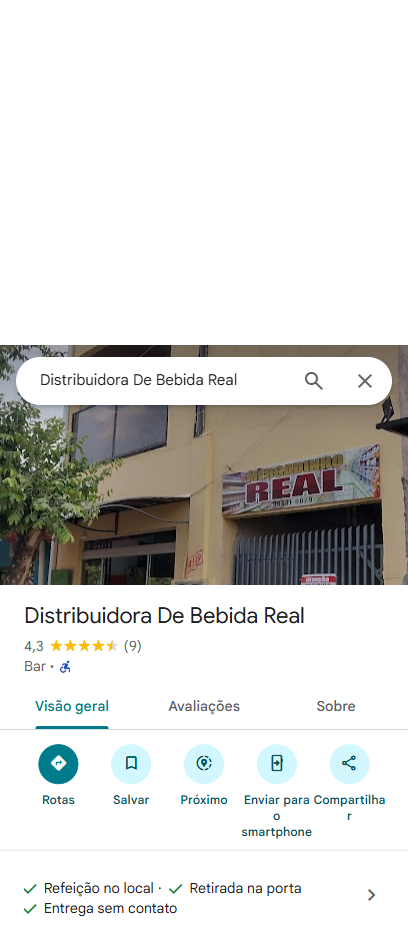 Distribuidora De Bebida Real
MERCADINHO
REAL
Distribuidora De Bebida Real
4,3 (9)
Bar ·
Visão geral Avaliações Sobre
Rotas Salvar Próximo Enviar para o smartphone Compartilhar
Refeição no local · Retirada na porta
Entrega sem contato